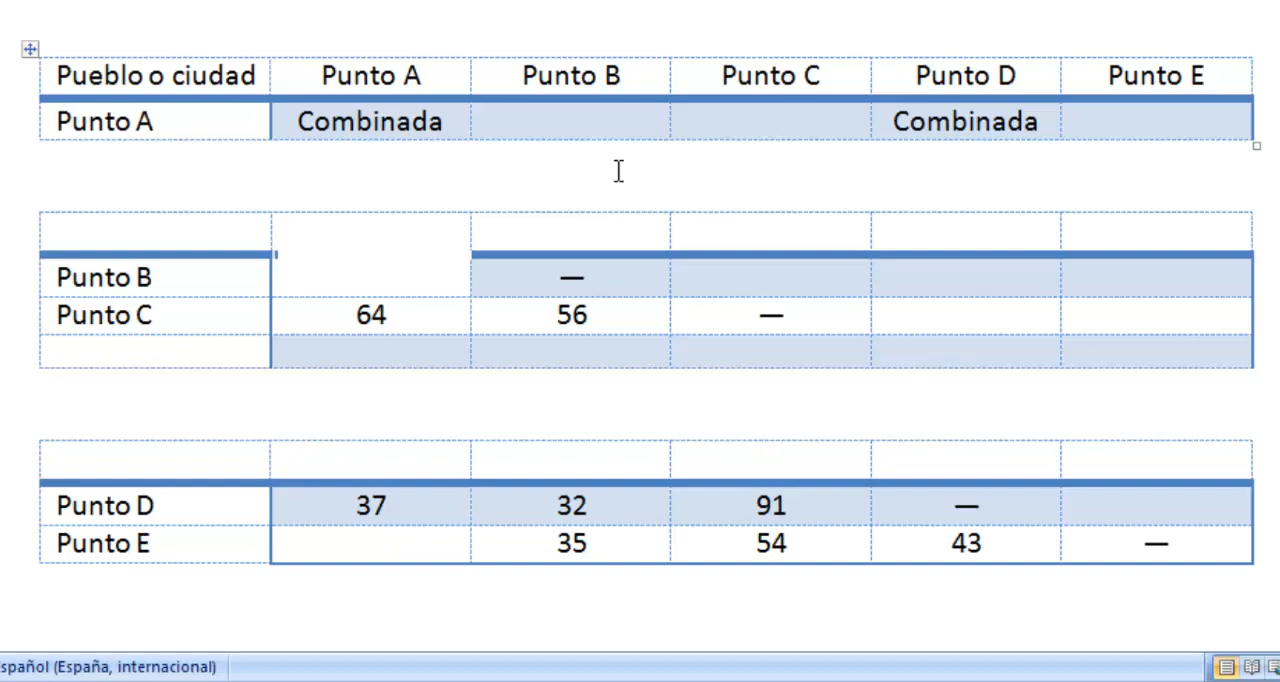 Pueblo o ciudad Punto A Punto B Punto C Punto D Punto E
Punto A Combinada Combinada
Punto B —
Punto C 64 56 —
Punto D 37 32 91 —
Punto E 35 54 43 —
spañol (España, internacional)